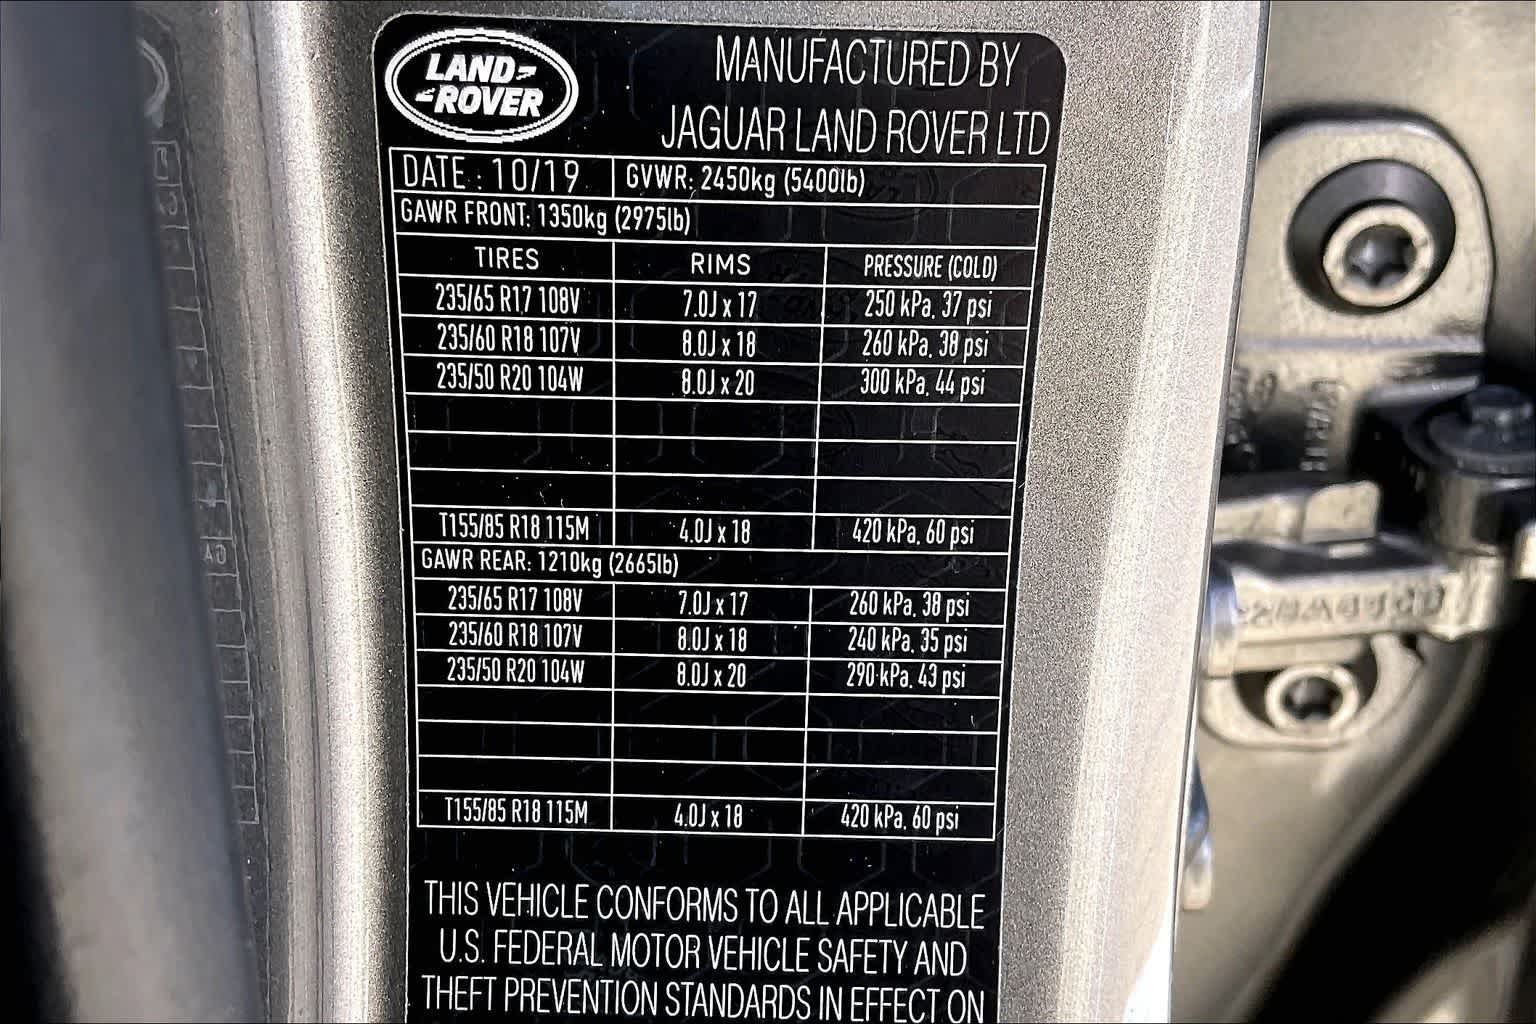 LAND ROVER
MANUFACTURED BY
JAGUAR LAND ROVER LTD
DATE : 10/19 GVWR: 2450kg (5400lb)
GAWR FRONT: 1350kg (2975lb)
TIRES RIMS PRESSURE (COLD)
235/65 R17 108V 7.0J x 17 250 kPa, 37 psi
235/60 R18 107V 8.0J x 18 260 kPa, 38 psi
235/50 R20 104W 8.0J x 20 300 kPa, 44 psi
T155/85 R18 115M 4.0J x 18 420 kPa, 60 psi
GAWR REAR: 1210kg (2665lb)
235/65 R17 108V 7.0J x 17 260 kPa, 38 psi
235/60 R18 107V 8.0J x 18 240 kPa, 35 psi
235/50 R20 104W 8.0J x 20 290 kPa, 43 psi
T155/85 R18 115M 4.0J x 18 420 kPa, 60 psi
THIS VEHICLE CONFORMS TO ALL APPLICABLE
U.S. FEDERAL MOTOR VEHICLE SAFETY AND
THEFT PREVENTION STANDARDS IN EFFECT ON